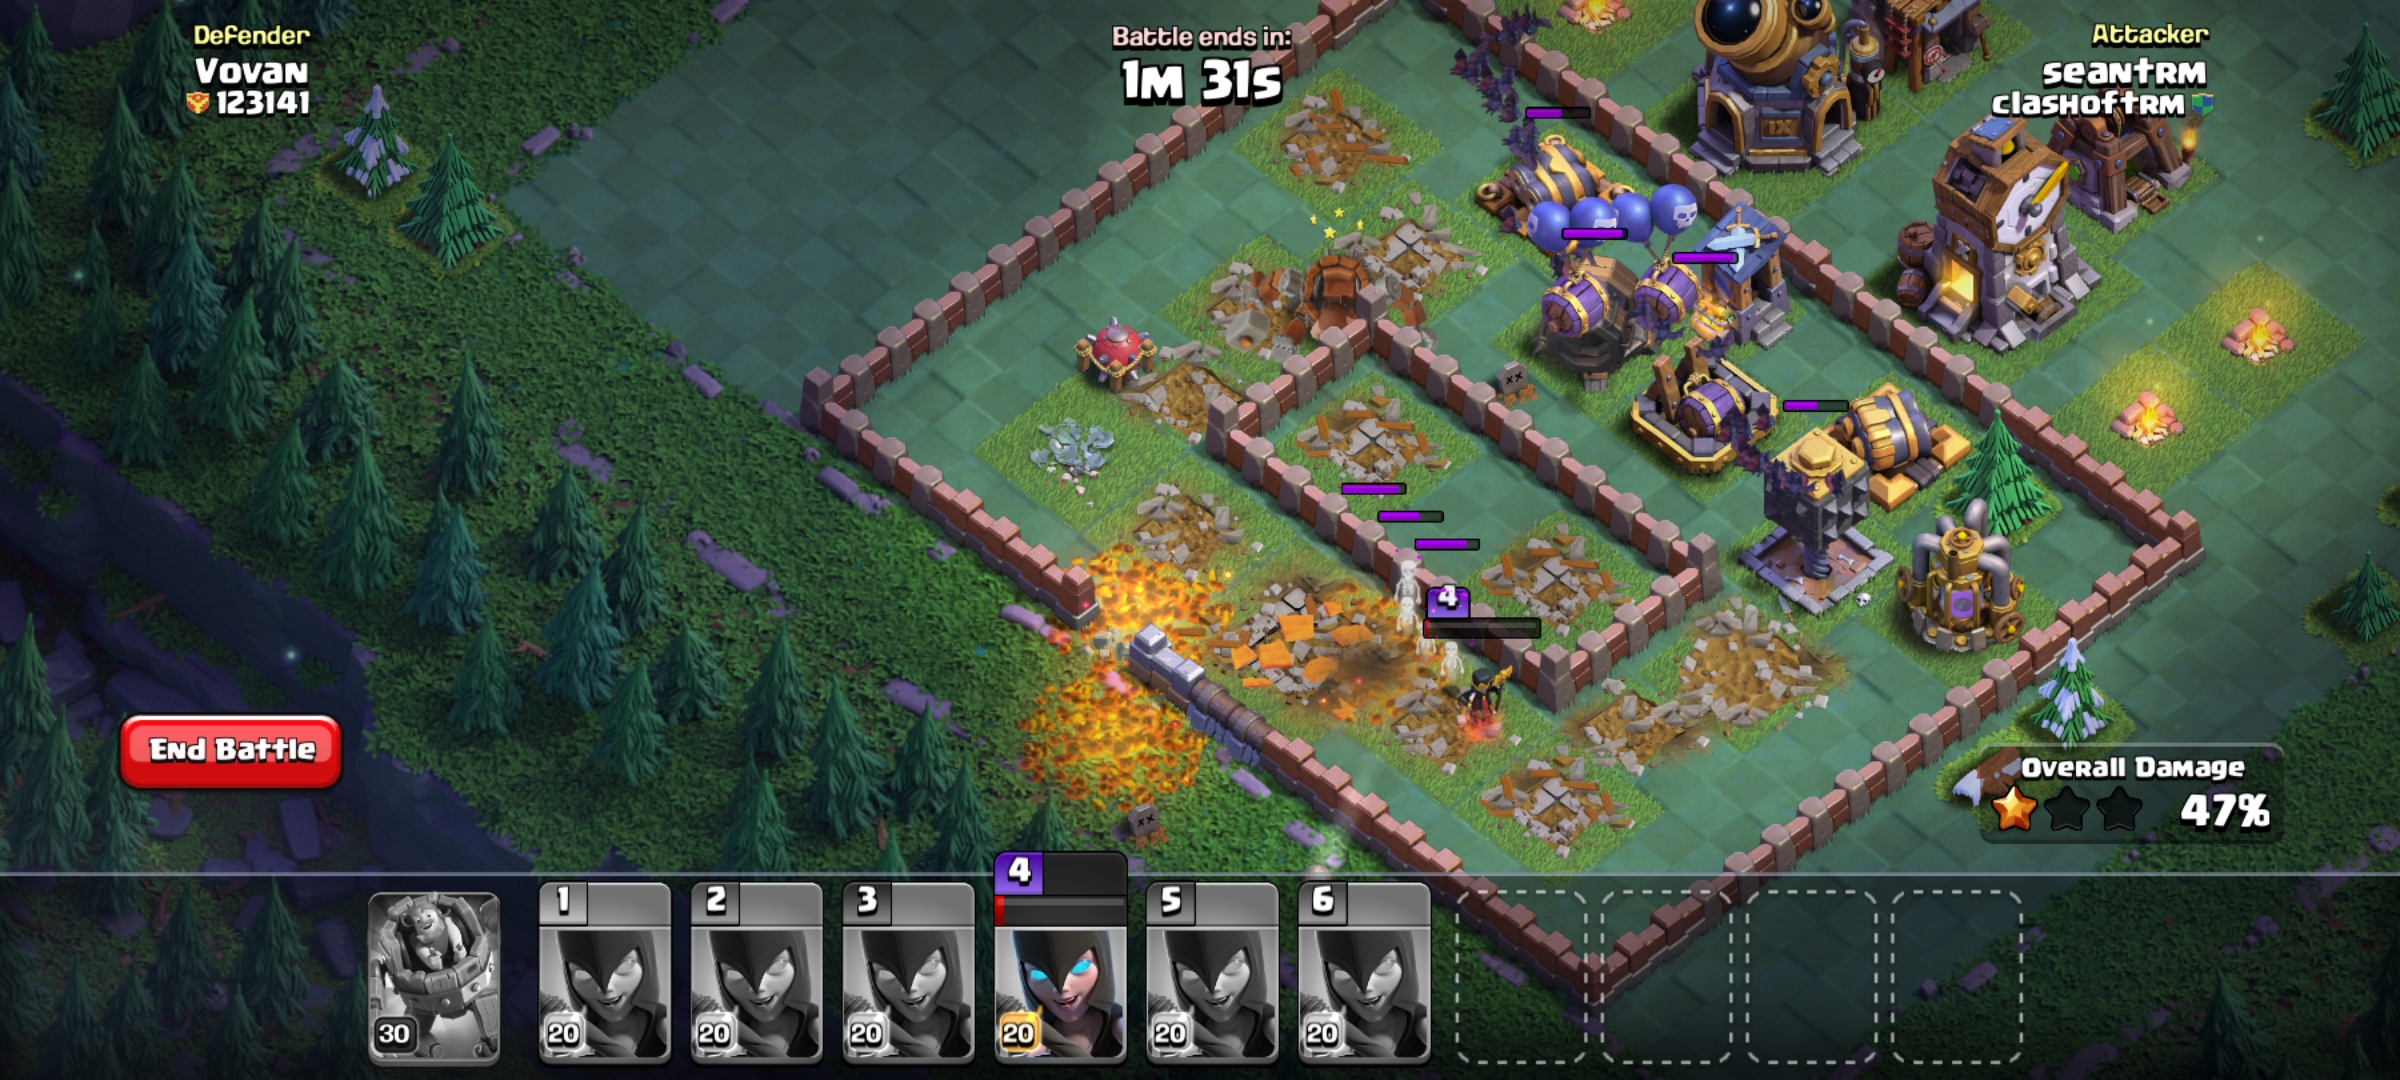 Defender
Vovan
123141
Battle ends in:
1m 31s
Attacker
seantrm
clashoftrm
IX
4
End Battle
Overall Damage
47%
4
1
2
3
5
6
30
20
20
20
20
20
20